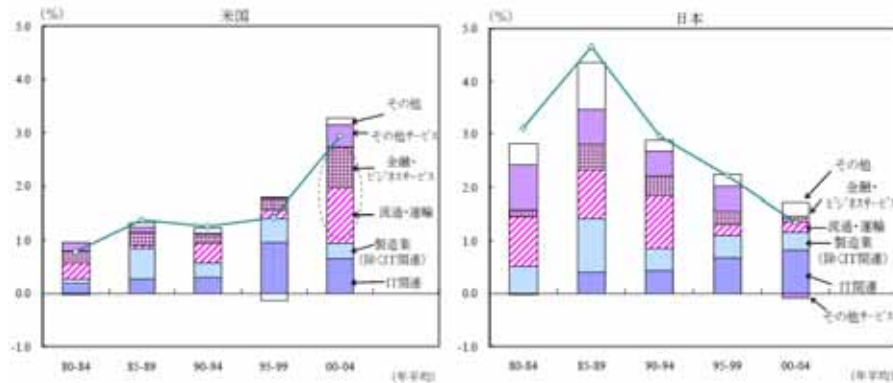 (%)
米国
5.0
4.0
3.0
2.0
1.0
0.0
-1.0
80-84
85-89
90-94
95-99
00-04
(年平均)
その他
その他サービス
金融・
ビジネスサービス
流通・運輸
製造業
(除くIT関連)
IT関連
(%)
日本
5.0
4.0
3.0
2.0
1.0
0.0
-1.0
80-84
85-89
90-94
95-99
00-04
(年平均)
その他
金融・
ビジネスサービス
流通・運輸
製造業
(除くIT関連)
IT関連
その他サービス